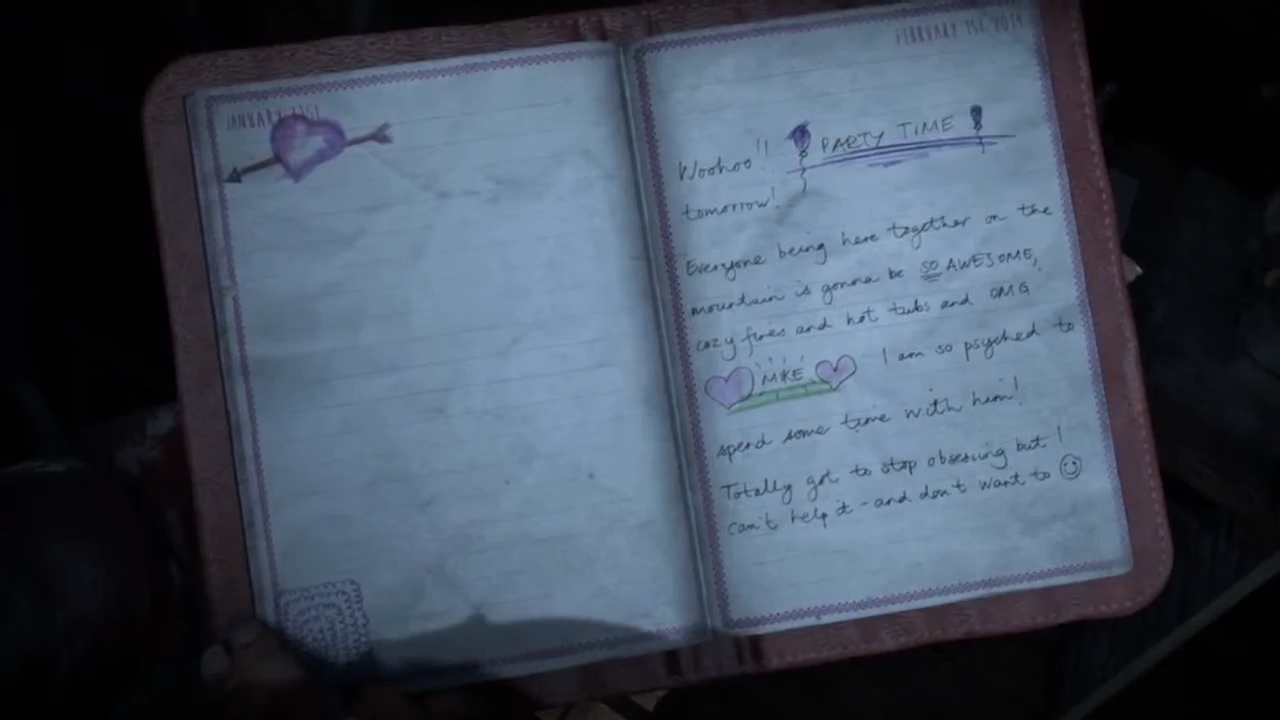 JANUARY 31ST
FEBRUARY 1ST 2014
Woohoo!! PARTY TIME
tomorrow!
Everyone being here together on the
mountain is gonna be so AWESOME,
cozy fires and hot tubs and OMG
MIKE I am so psyched to
spend some time with him!
Totally got to stop obsessing but I
can't help it - and don't want to